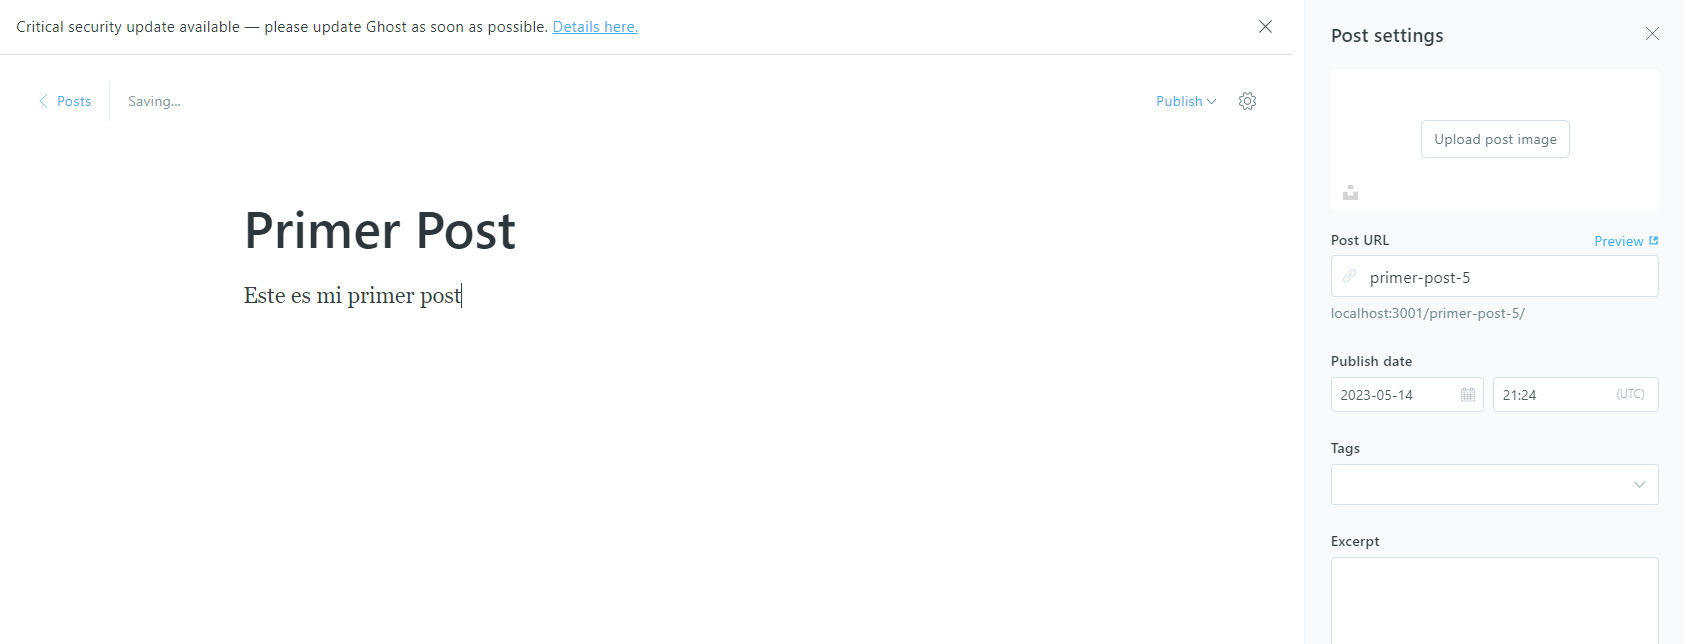 Critical security update available — please update Ghost as soon as possible. Details here.
Posts
Saving...
Publish
Primer Post
Este es mi primer post
Post settings
Upload post image
Post URL
Preview
primer-post-5
localhost:3001/primer-post-5/
Publish date
2023-05-14
21:24
(UTC)
Tags
Excerpt